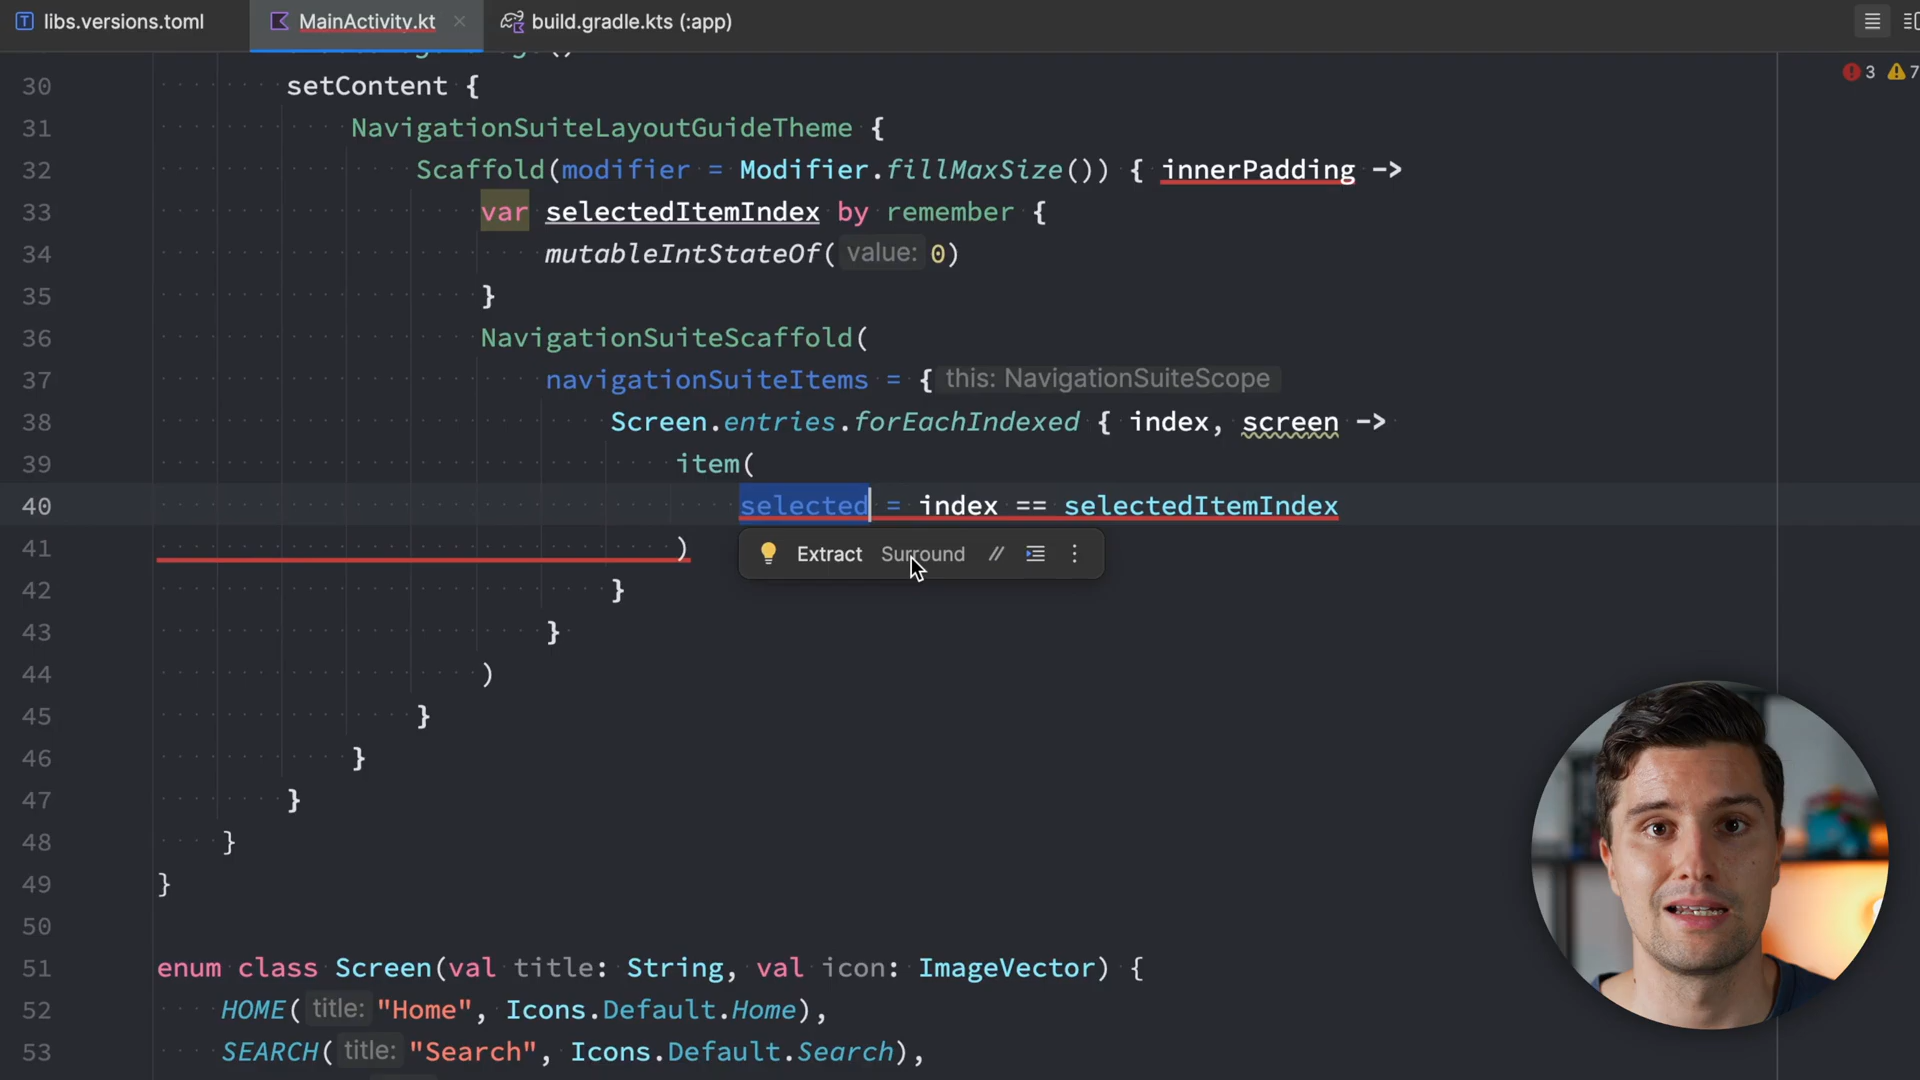 libs.versions.toml MainActivity.kt build.gradle.kts (:app)
3 7
30 setContent {
31 NavigationSuiteLayoutGuideTheme {
32 Scaffold(modifier = Modifier.fillMaxSize()) { innerPadding ->
33 var selectedItemIndex by remember {
34 mutableIntStateOf( value: 0)
35 }
36 NavigationSuiteScaffold(
37 navigationSuiteItems = { this: NavigationSuiteScope
38 Screen.entries.forEachIndexed { index, screen ->
39 item(
40 selected = index == selectedItemIndex
41 )
Extract Surround //
42 }
43 }
44 )
45 }
46 }
47 }
48 }
49 }
50
51 enum class Screen(val title: String, val icon: ImageVector) {
52 HOME( title: "Home", Icons.Default.Home),
53 SEARCH( title: "Search", Icons.Default.Search),